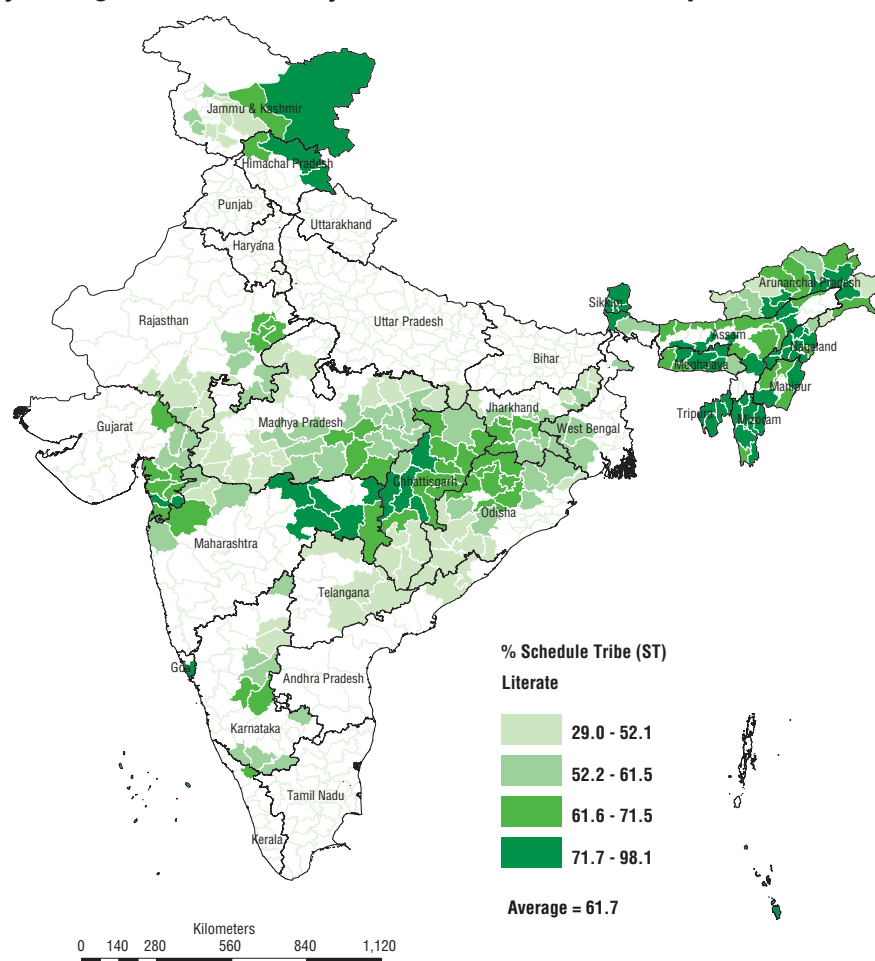 Jammu & Kashmir
Himachal Pradesh
Punjab
Uttarakhand
Haryana
Rajasthan
Uttar Pradesh
Sikkim
Arunanchal Pradesh
Assam
Nagaland
Meghalaya
Manipur
Bihar
Tripura
Mizoram
Gujarat
Madhya Pradesh
Jharkhand
West Bengal
Chhattisgarh
Odisha
Maharashtra
Telangana
Goa
Andhra Pradesh
Karnataka
Tamil Nadu
Kerala
% Schedule Tribe (ST)
Literate
29.0 - 52.1
52.2 - 61.5
61.6 - 71.5
71.7 - 98.1
Average = 61.7
Kilometers
0 140 280 560 840 1,120